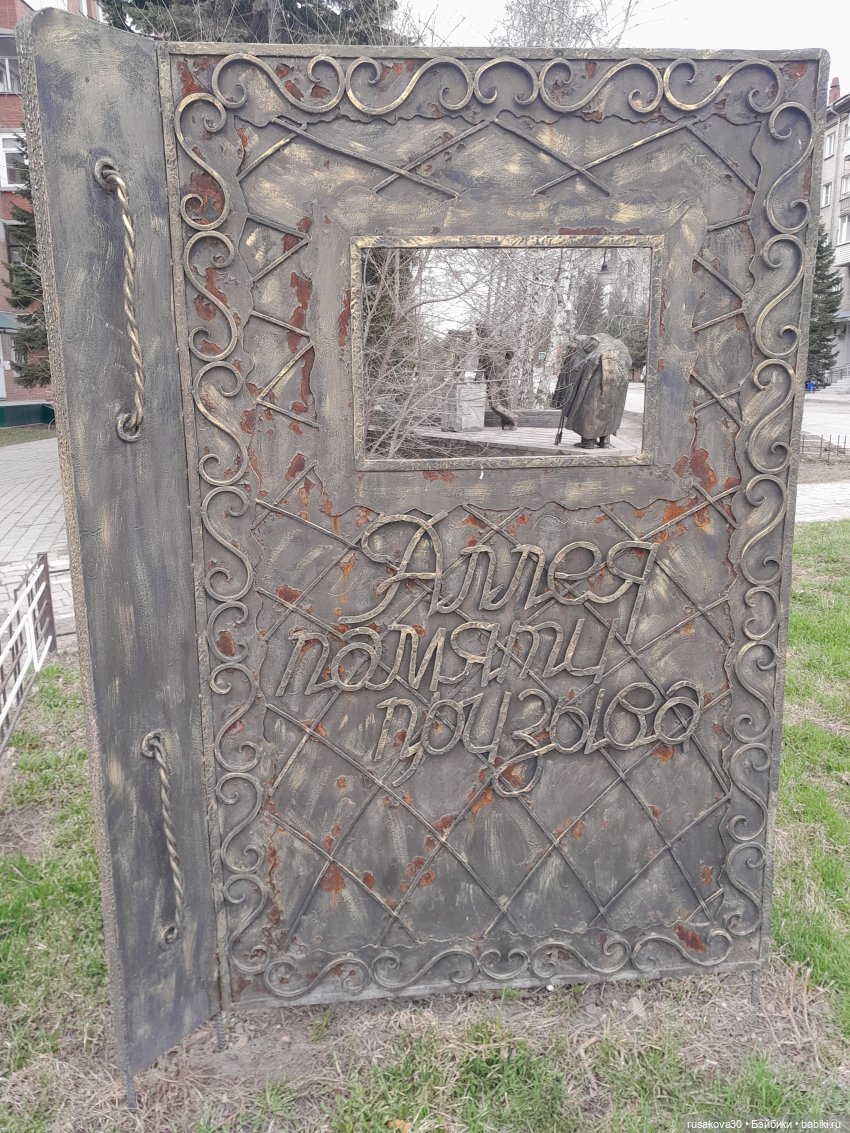 Аллея
памяти
призыва
rusakova30 • Бэйбики • babiki.ru